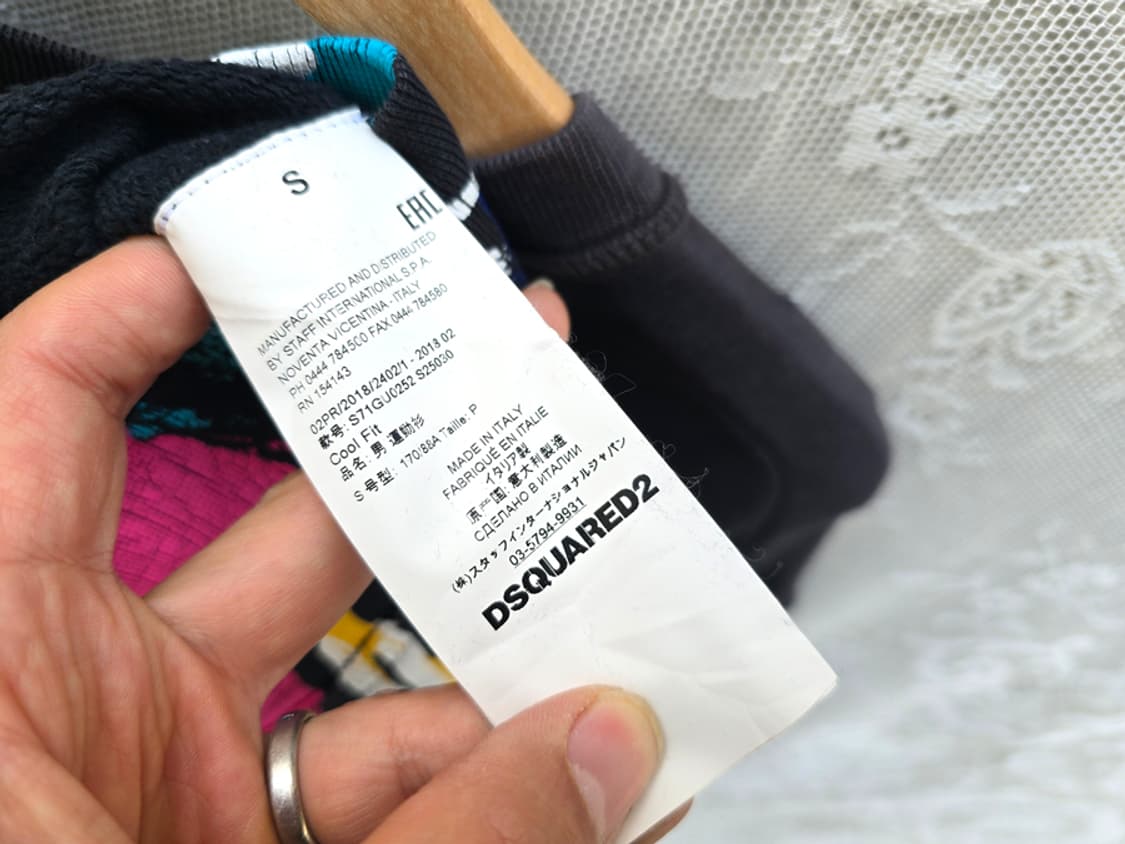 S
EAC
MANUFACTURED AND DISTRIBUTED
BY STAFF INTERNATIONAL S.P.A.
NOVENTA VICENTINA - ITALY
PH 0444 784500 FAX 0444 784580
RN 154143
02PR/2018/2402/1 - 2018 02
款号: S71GU0252 S25030
Cool Fit
品名: 男 運動衫
S 号型: 170/88A Taille: P
MADE IN ITALY
FABRIQUÉ EN ITALIE
イタリア製
原产国: 意大利製造
СДЕЛАНО В ИТАЛИИ
(株)スタッフインターナショナルジャパン
03-5794-9931
DSQUARED2